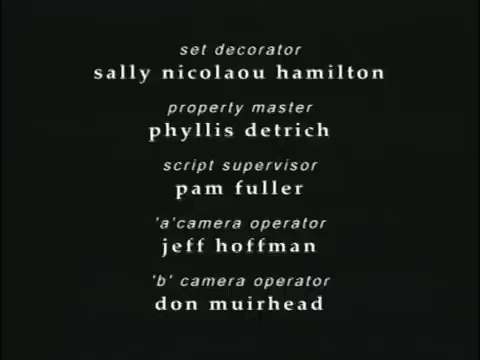 set decorator
sally nicolaou hamilton
property master
phyllis detrich
script supervisor
pam fuller
'a'camera operator
jeff hoffman
'b' camera operator
don muirhead